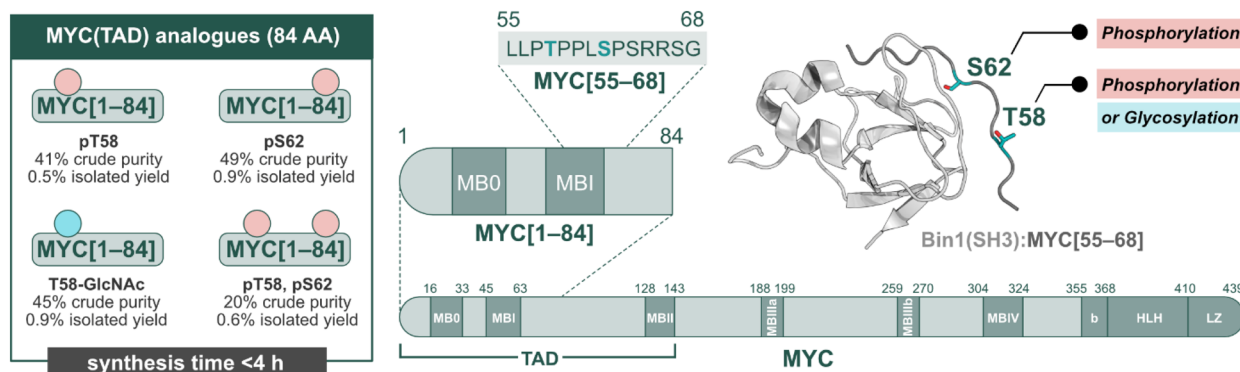 MYC(TAD) analogues (84 AA)
MYC[1–84]
pT58
41% crude purity
0.5% isolated yield
MYC[1–84]
pS62
49% crude purity
0.9% isolated yield
MYC[1–84]
T58-GlcNAc
45% crude purity
0.9% isolated yield
MYC[1–84]
pT58, pS62
20% crude purity
0.6% isolated yield
synthesis time <4 h
55 68
LLPTPPLSPSRRSG
MYC[55–68]
1 84
MB0 MBI
MYC[1–84]
S62
Phosphorylation
T58
Phosphorylation
or Glycosylation
Bin1(SH3):MYC[55–68]
16 33 45 63 128 143 188 199 259 270 304 324 355 368 410 439
MB0 MBI MBII MBIIIa MBIIIb MBIV b HLH LZ
TAD
MYC